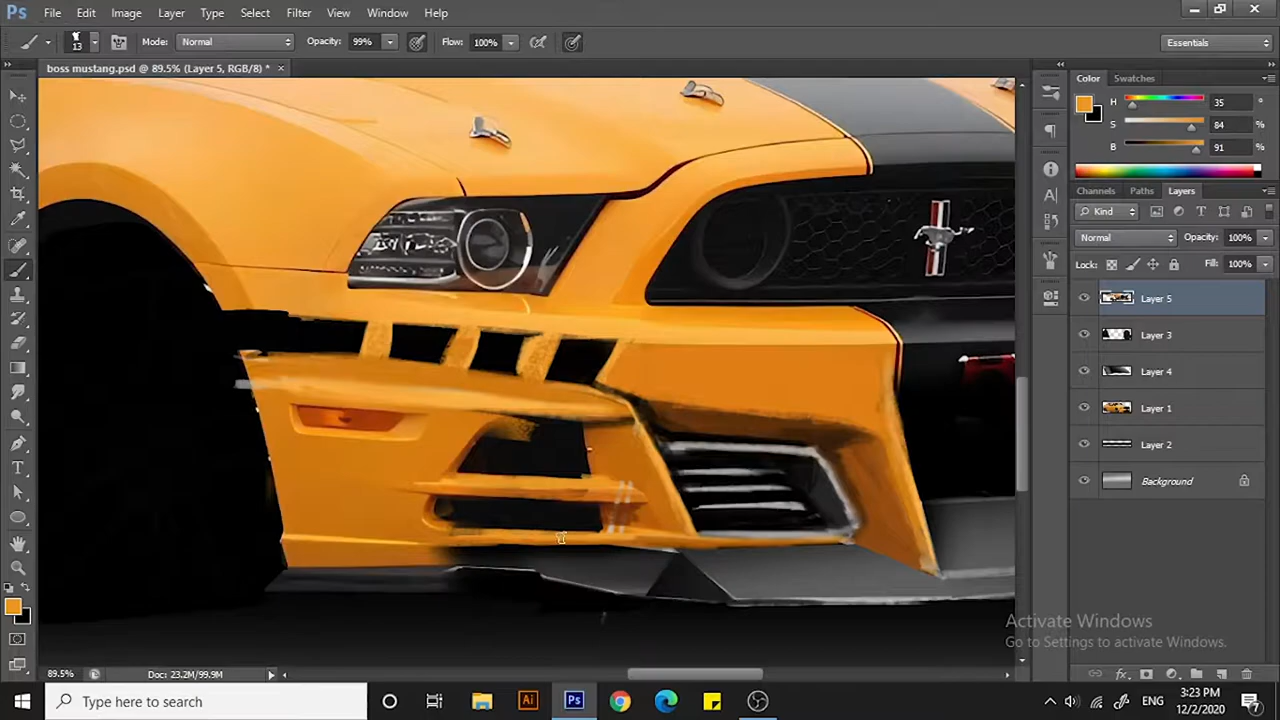 Ps File Edit Image Layer Type Select Filter View Window Help
13 Mode: Normal Opacity: 99% Flow: 100% Essentials
boss mustang.psd @ 89.5% (Layer 5, RGB/8) * ×
Color Swatches
H 35 °
S 84 %
B 91 %
Channels Paths Layers
Kind
Normal Opacity: 100%
Lock: Fill: 100%
Layer 5
Layer 3
Layer 4
Layer 1
Layer 2
Background
Activate Windows
Go to Settings to activate Windows.
89.5% Doc: 23.2M/99.9M
Type here to search
Ai Ps
ENG
3:23 PM
12/2/2020
7